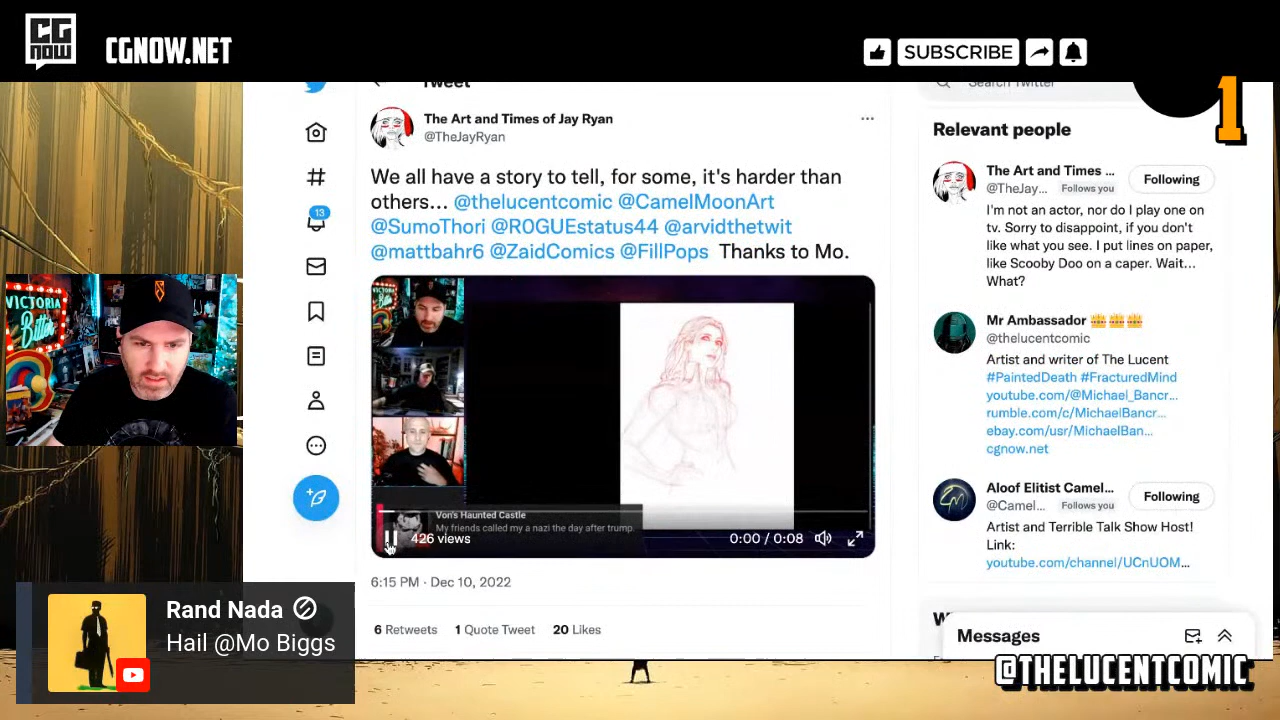 CG
NOW
CGNOW.NET
SUBSCRIBE
1
Tweet
Search Twitter
The Art and Times of Jay Ryan
@TheJayRyan
We all have a story to tell, for some, it's harder than
others... @thelucentcomic @CamelMoonArt
@SumoThori @R0GUEstatus44 @arvidthetwit
@mattbahr6 @ZaidComics @FillPops Thanks to Mo.
13
VICTORIA
Bitter
Von's Haunted Castle
My friends called my a nazi the day after trump.
426 views
0:00 / 0:08
6:15 PM · Dec 10, 2022
6 Retweets 1 Quote Tweet 20 Likes
Relevant people
The Art and Times ...
@TheJay... Follows you
Following
I'm not an actor, nor do I play one on
tv. Sorry to disappoint, if you don't
like what you see. I put lines on paper,
like Scooby Doo on a caper. Wait...
What?
Mr Ambassador
@thelucentcomic
Artist and writer of The Lucent
#PaintedDeath #FracturedMind
youtube.com/@Michael_Bancr...
rumble.com/c/MichaelBancr...
ebay.com/usr/MichaelBan...
cgnow.net
Aloof Elitist Camel...
@Camel... Follows you
Following
Artist and Terrible Talk Show Host!
Link:
youtube.com/channel/UCnUOM...
Messages
Rand Nada
Hail @Mo Biggs
@THELUCENTCOMIC